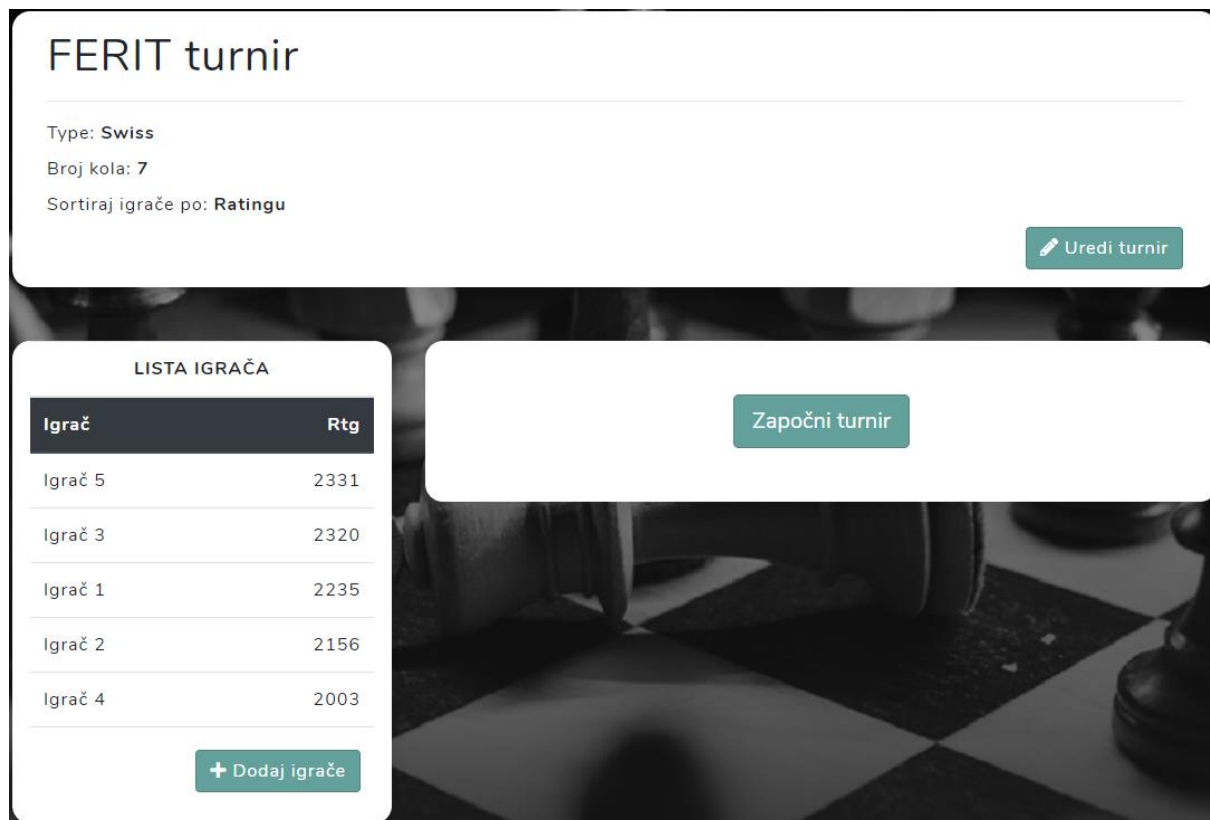 FERIT turnir
Type: Swiss
Broj kola: 7
Sortiraj igrače po: Ratingu
Uredi turnir
LISTA IGRAČA
Igrač Rtg
Igrač 5 2331
Igrač 3 2320
Igrač 1 2235
Igrač 2 2156
Igrač 4 2003
Dodaj igrače
Započni turnir